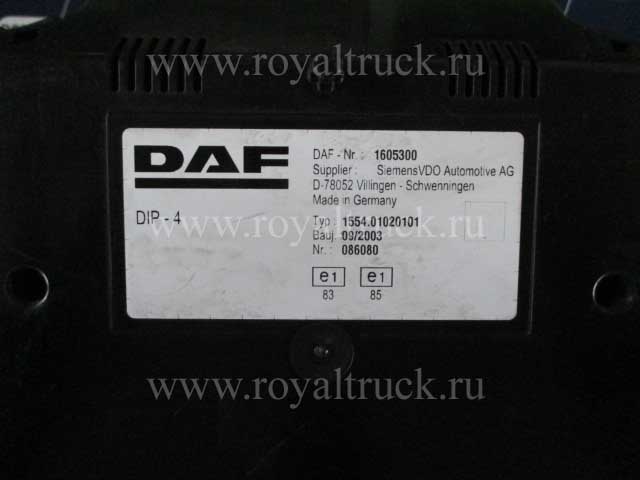 www.royaltruck.ru
DAF
DIP - 4
DAF - Nr. : 1605300
Supplier : SiemensVDO Automotive AG
D-78052 Villingen - Schwenningen
Made in Germany
Typ : 1554.01020101
Bauj. 09/2003
Nr. : 086080
www.royaltruck.ru
e1 e1
83 85
www.royaltruck.ru